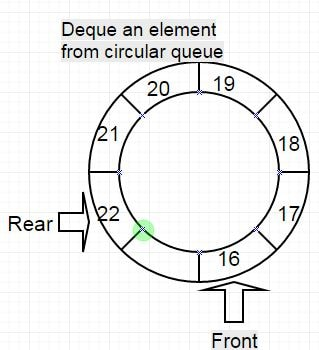 Deque an element
from circular queue
20
19
21
18
22
17
16
Rear
Front